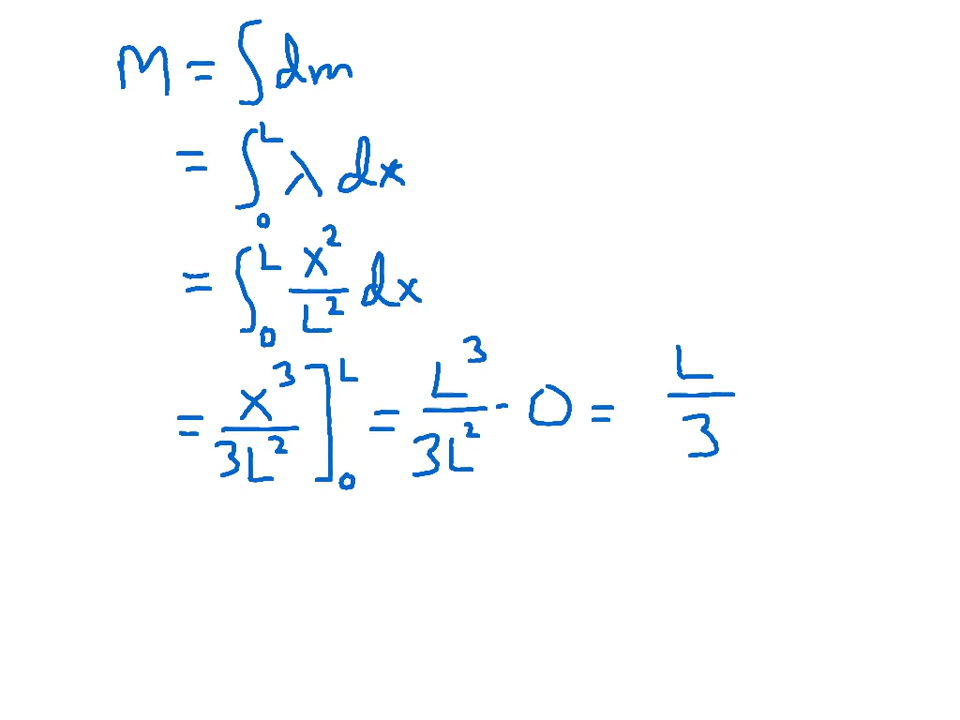 M = ∫ dm
= ∫₀ᴸ λ dx
= ∫₀ᴸ x²/L² dx
= x³/3L² ]₀ᴸ = L³/3L² - 0 = L/3